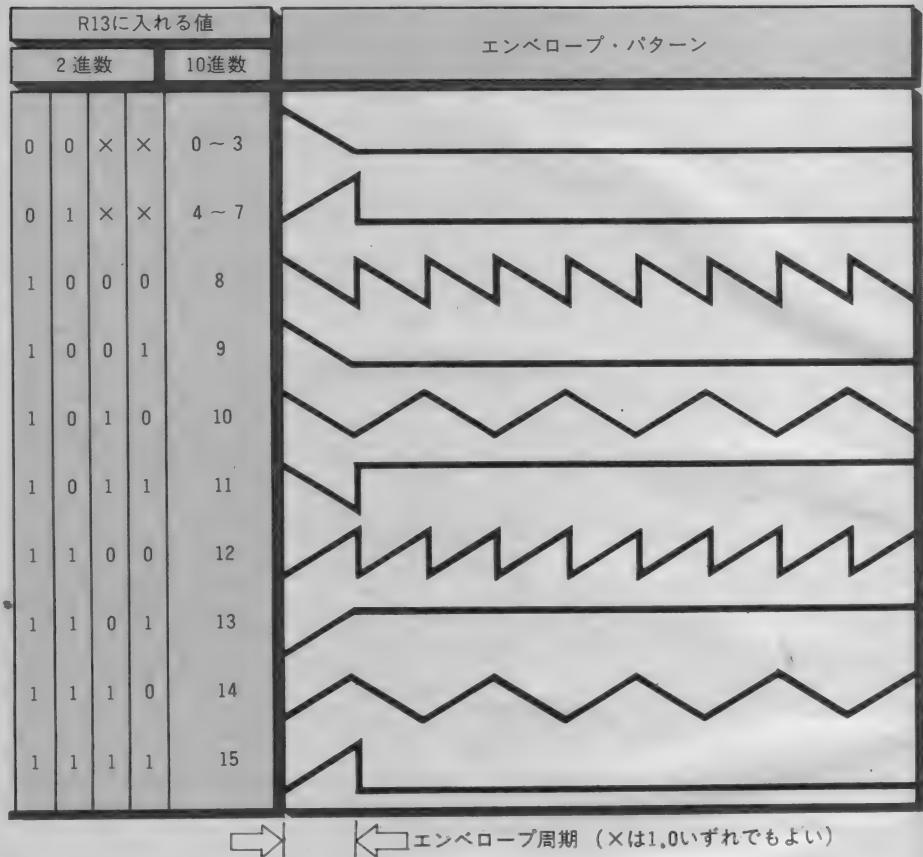 R13に入れる値
エンベロープ・パターン
2進数 10進数
0 0 × × 0~3
0 1 × × 4~7
1 0 0 0 8
1 0 0 1 9
1 0 1 0 10
1 0 1 1 11
1 1 0 0 12
1 1 0 1 13
1 1 1 0 14
1 1 1 1 15
エンベロープ周期 (×は1,0いずれでもよい)